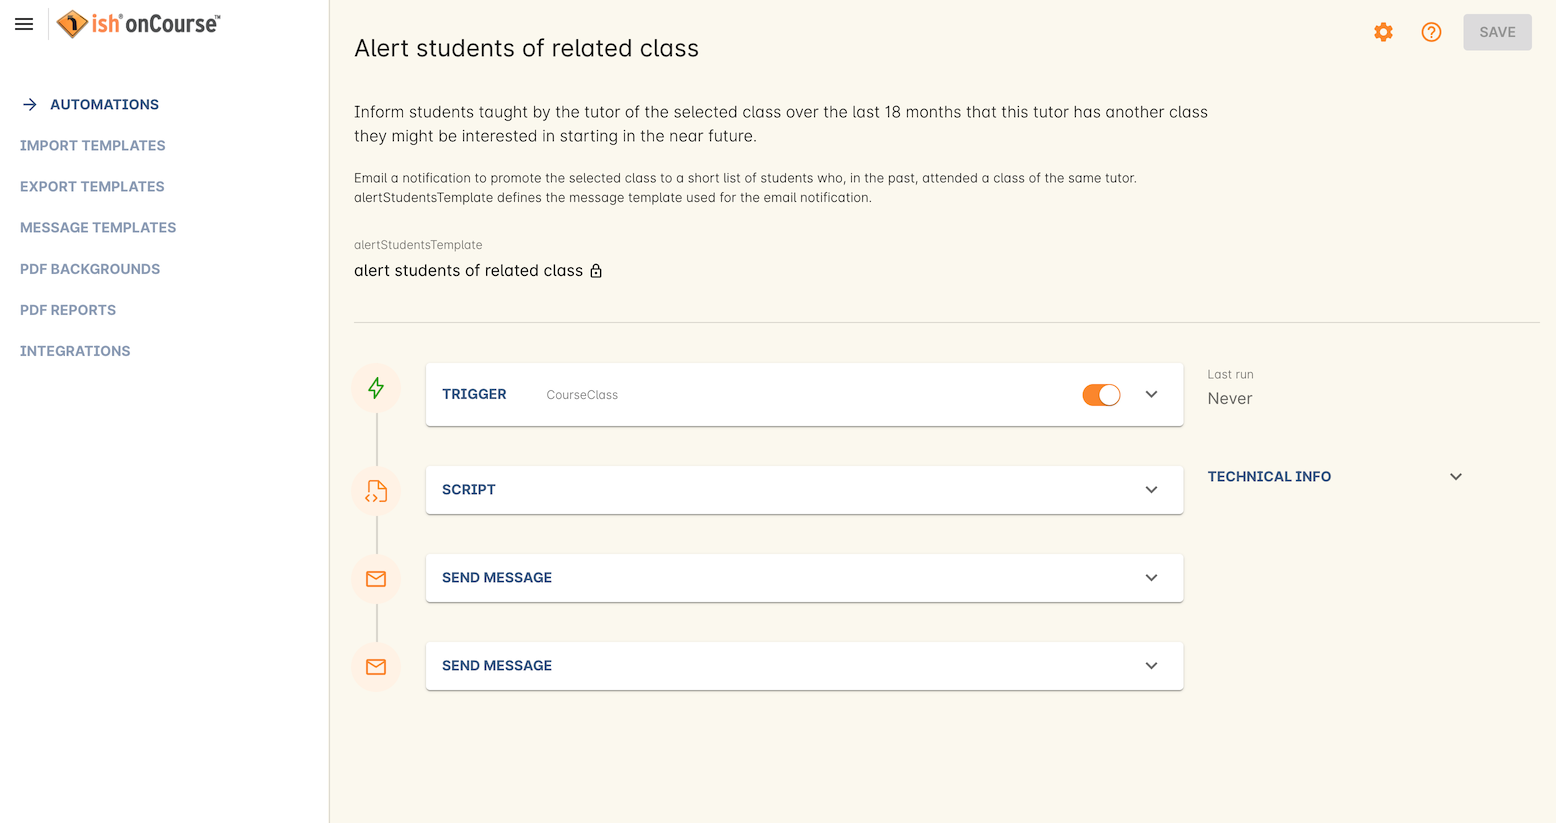 ish® onCourse™
AUTOMATIONS
IMPORT TEMPLATES
EXPORT TEMPLATES
MESSAGE TEMPLATES
PDF BACKGROUNDS
PDF REPORTS
INTEGRATIONS
Alert students of related class
SAVE
Inform students taught by the tutor of the selected class over the last 18 months that this tutor has another class
they might be interested in starting in the near future.
Email a notification to promote the selected class to a short list of students who, in the past, attended a class of the same tutor.
alertStudentsTemplate defines the message template used for the email notification.
alertStudentsTemplate
alert students of related class
TRIGGER CourseClass
Last run
Never
SCRIPT
TECHNICAL INFO
SEND MESSAGE
SEND MESSAGE